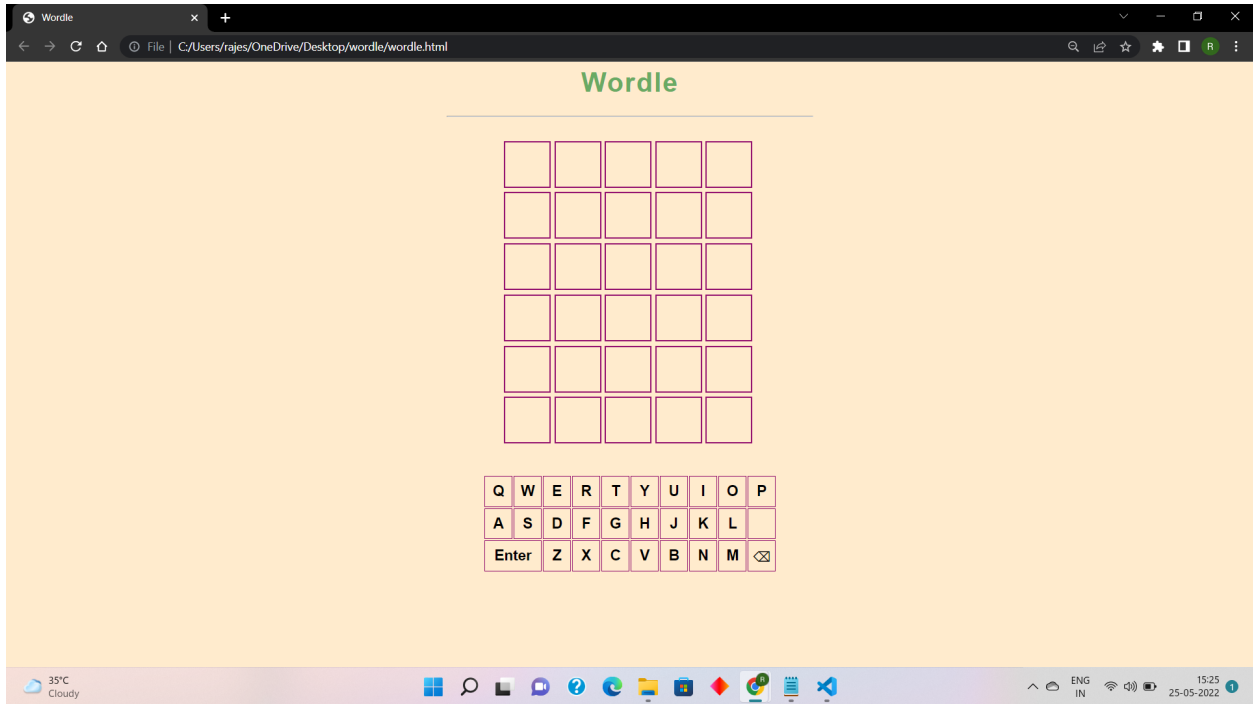 Wordle
File | C:/Users/rajes/OneDrive/Desktop/wordle/wordle.html
R
Wordle
Q W E R T Y U I O P
A S D F G H J K L
Enter Z X C V B N M
35°C
Cloudy
R
ENG
IN
15:25
25-05-2022
1